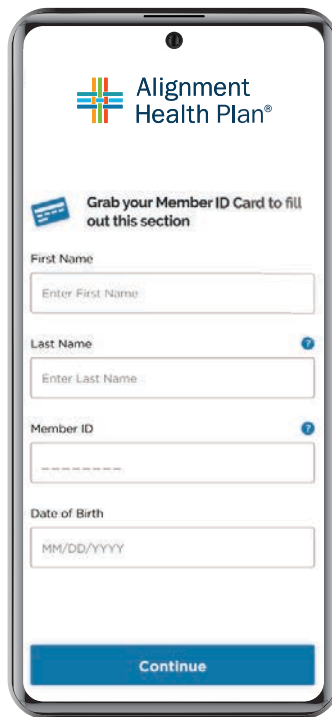 Alignment
Health Plan®
Grab your Member ID Card to fill
out this section
First Name
Enter First Name
Last Name
?
Enter Last Name
Member ID
?
_ _ _ _ _ _ _ _
Date of Birth
MM/DD/YYYY
Continue